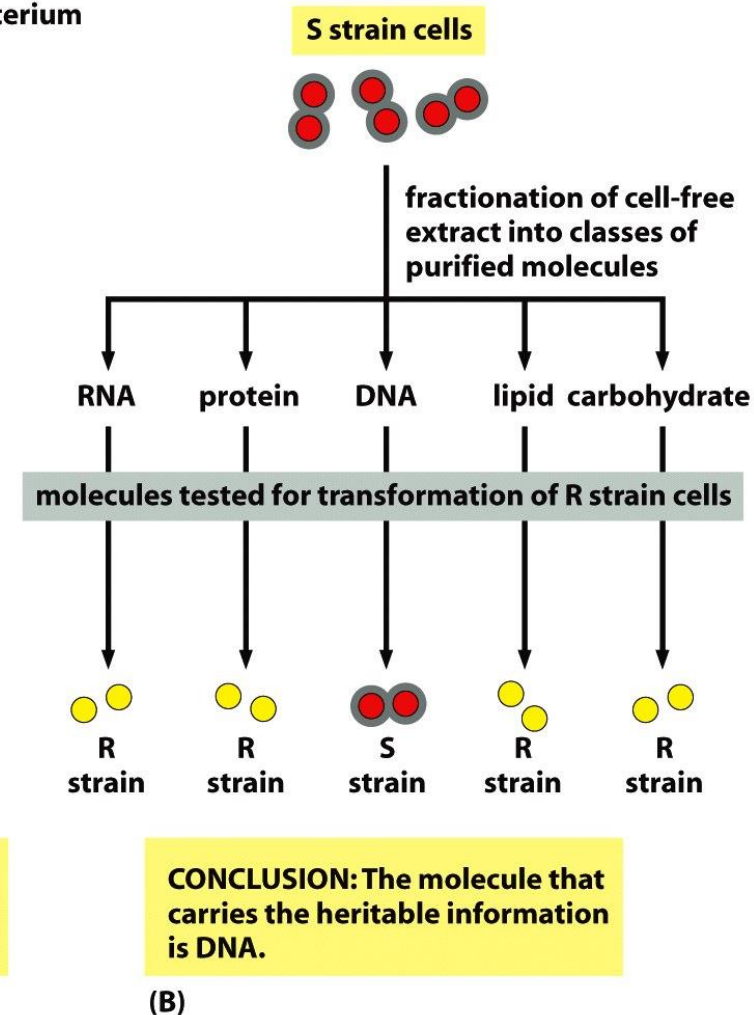 S strain cells
fractionation of cell-free
extract into classes of
purified molecules
RNA protein DNA lipid carbohydrate
molecules tested for transformation of R strain cells
R R S R R
strain strain strain strain strain
CONCLUSION: The molecule that
carries the heritable information
is DNA.
(B)